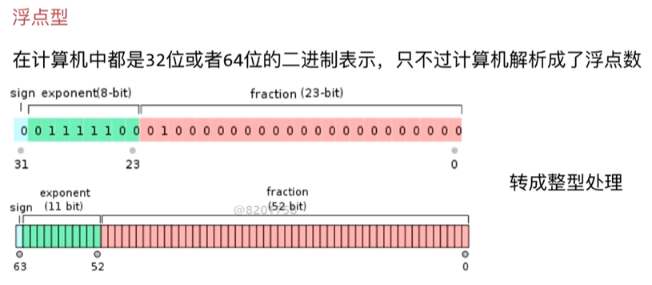 浮点型
在计算机中都是32位或者64位的二进制表示，只不过计算机解析成了浮点数
sign exponent(8-bit) fraction (23-bit)
0 0 1 1 1 1 1 0 0 0 1 0 0 0 0 0 0 0 0 0 0 0 0 0 0 0 0 0 0 0 0 0
31 23 0
转成整型处理
exponent fraction
sign (11 bit) (52 bit)
63 52 0